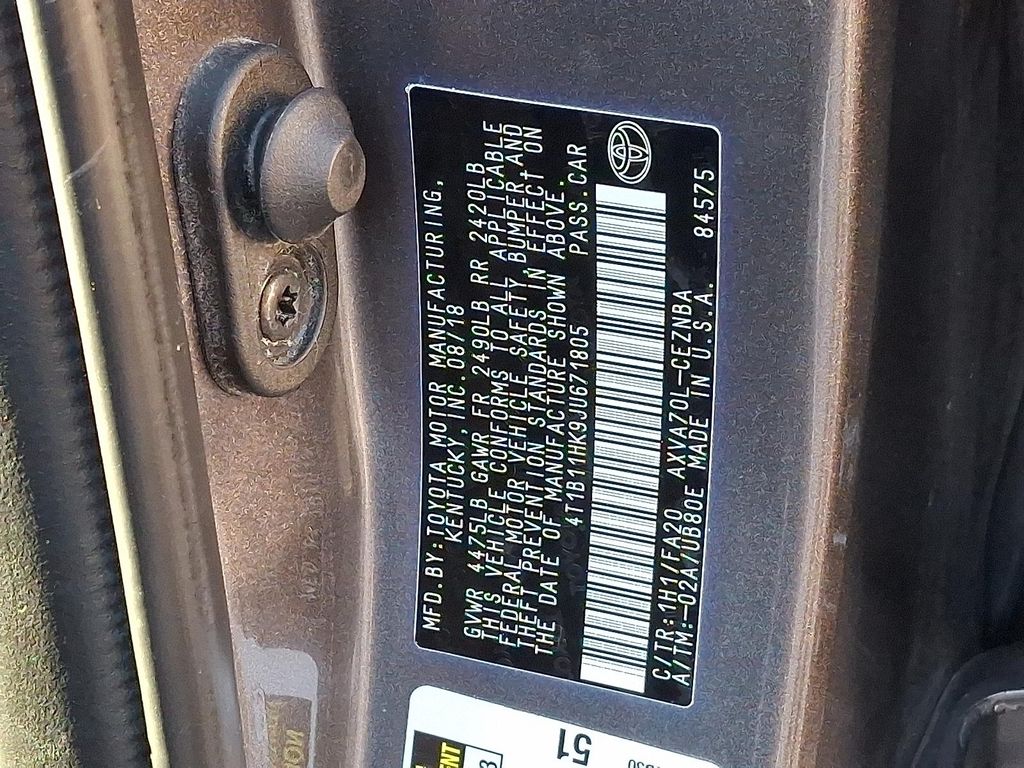 MFD.BY:TOYOTA MOTOR MANUFACTURING,
KENTUCKY, INC. 08/18
GVWR 4475LB GAWR FR 2490LB RR 2420LB
THIS VEHICLE CONFORMS TO ALL APPLICABLE
FEDERAL MOTOR VEHICLE SAFETY, BUMPER,AND
THEFT PREVENTION STANDARDS IN EFFECT ON
THE DATE OF MANUFACTURE SHOWN ABOVE.
4T1B11HK9JU671805 PASS.CAR
C/TR:1H1/FA20 AXVA70L-CEZNBA
A/TM:-02A/UB80E MADE IN U.S.A. 84575
51